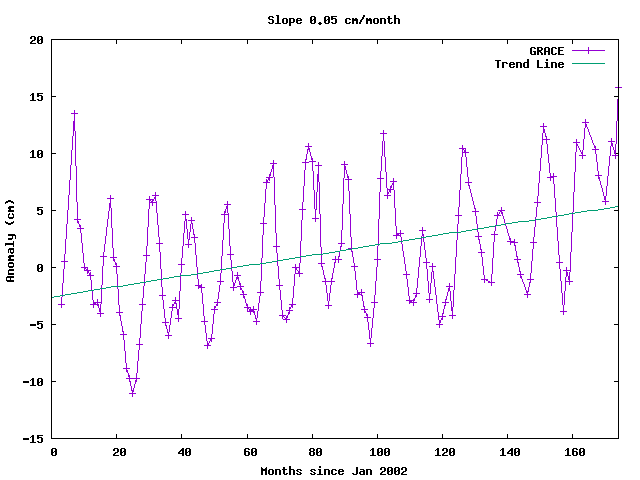 Slope 0.05 cm/month
GRACE
Trend Line
20
15
10
5
0
-5
-10
-15
Anomaly (cm)
0 20 40 60 80 100 120 140 160
Months since Jan 2002